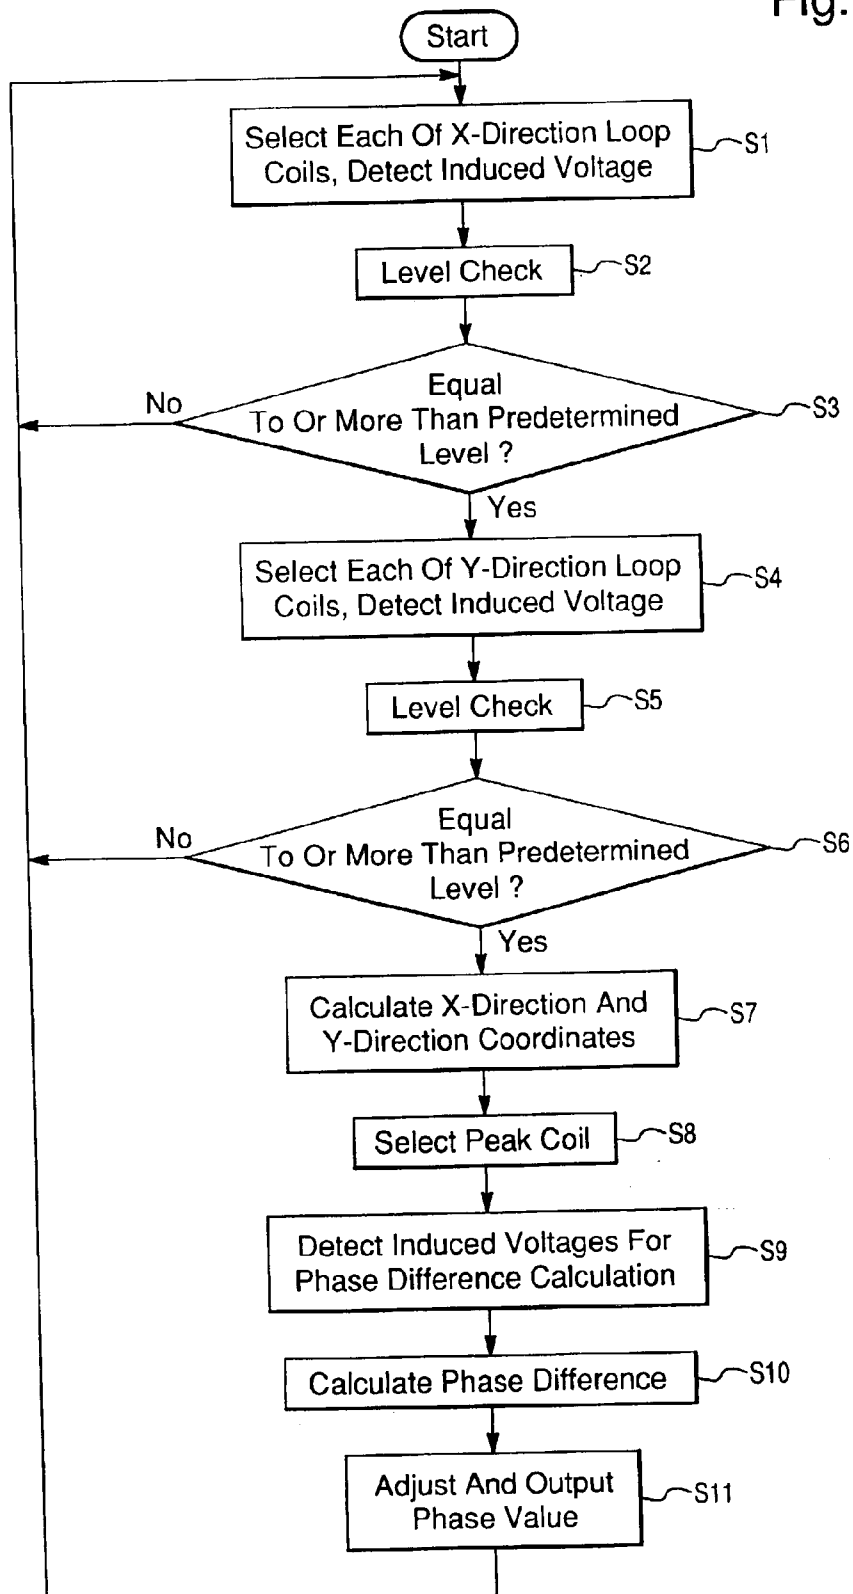 Fig.
Start
Select Each Of X-Direction Loop
Coils, Detect Induced Voltage
S1
Level Check
S2
Equal
To Or More Than Predetermined
Level ?
S3
No
Yes
Select Each Of Y-Direction Loop
Coils, Detect Induced Voltage
S4
Level Check
S5
Equal
To Or More Than Predetermined
Level ?
S6
No
Yes
Calculate X-Direction And
Y-Direction Coordinates
S7
Select Peak Coil
S8
Detect Induced Voltages For
Phase Difference Calculation
S9
Calculate Phase Difference
S10
Adjust And Output
Phase Value
S11